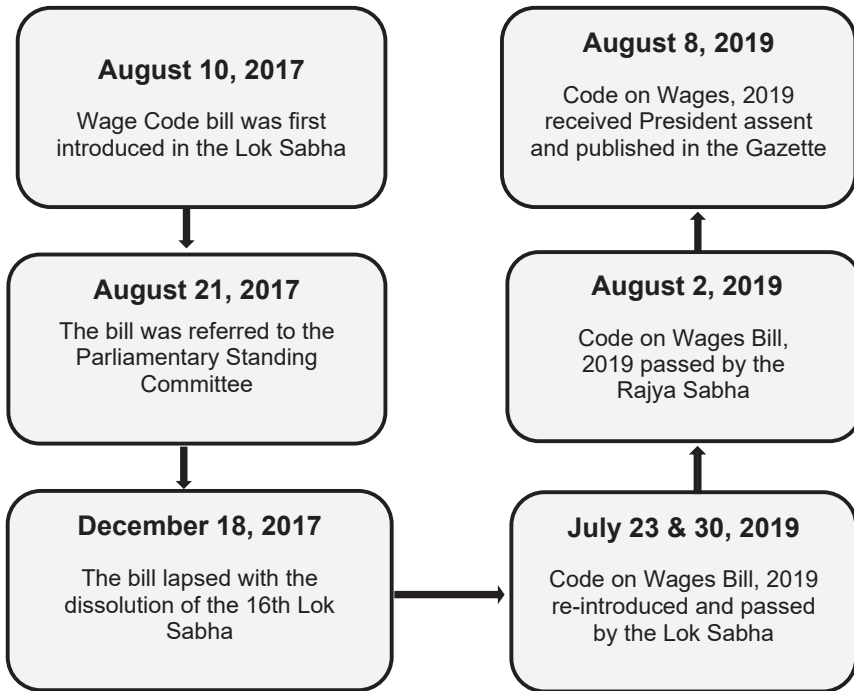 August 10, 2017
Wage Code bill was first
introduced in the Lok Sabha
August 21, 2017
The bill was referred to the
Parliamentary Standing
Committee
December 18, 2017
The bill lapsed with the
dissolution of the 16th Lok
Sabha
July 23 & 30, 2019
Code on Wages Bill, 2019
re-introduced and passed
by the Lok Sabha
August 2, 2019
Code on Wages Bill,
2019 passed by the
Rajya Sabha
August 8, 2019
Code on Wages, 2019
received President assent
and published in the Gazette